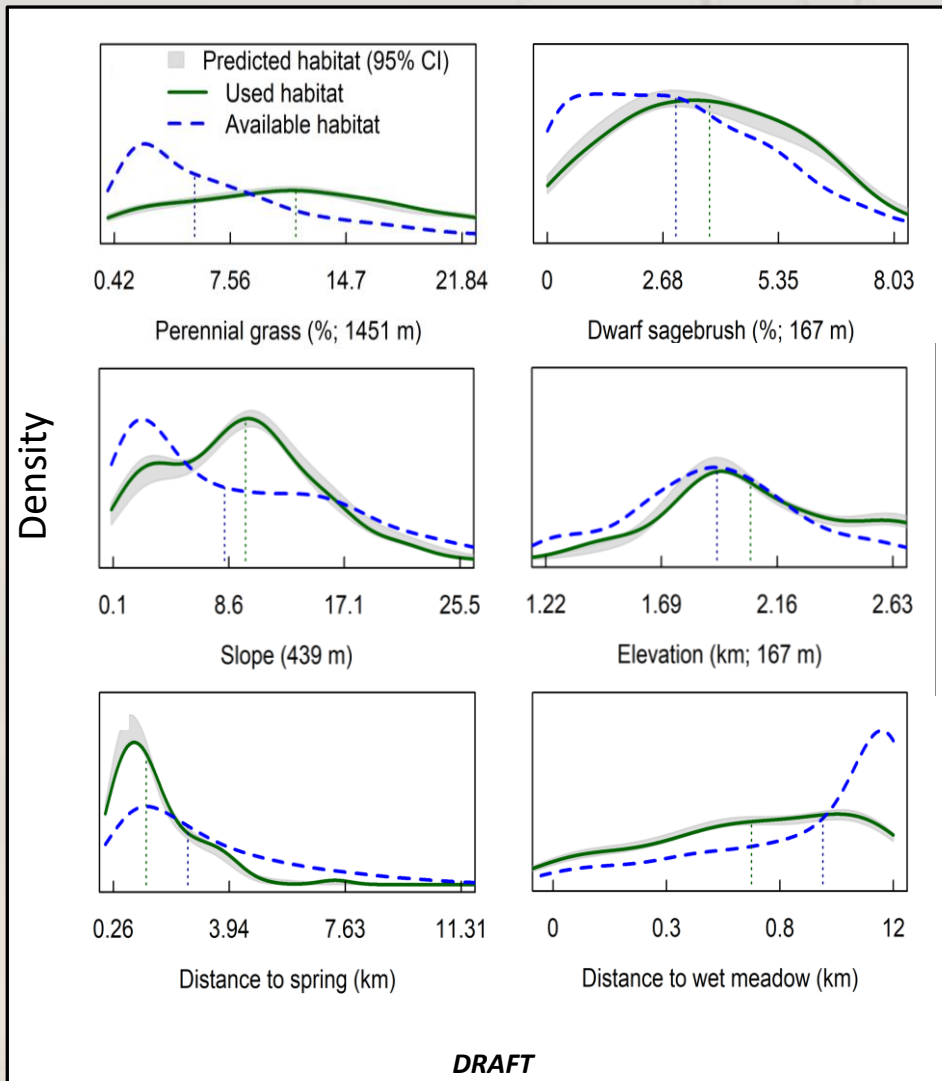 Predicted habitat (95% CI)
Used habitat
Available habitat
Density
0.42 7.56 14.7 21.84
Perennial grass (%; 1451 m)
0 2.68 5.35 8.03
Dwarf sagebrush (%; 167 m)
0.1 8.6 17.1 25.5
Slope (439 m)
1.22 1.69 2.16 2.63
Elevation (km; 167 m)
0.26 3.94 7.63 11.31
Distance to spring (km)
0 0.3 0.8 12
Distance to wet meadow (km)
DRAFT